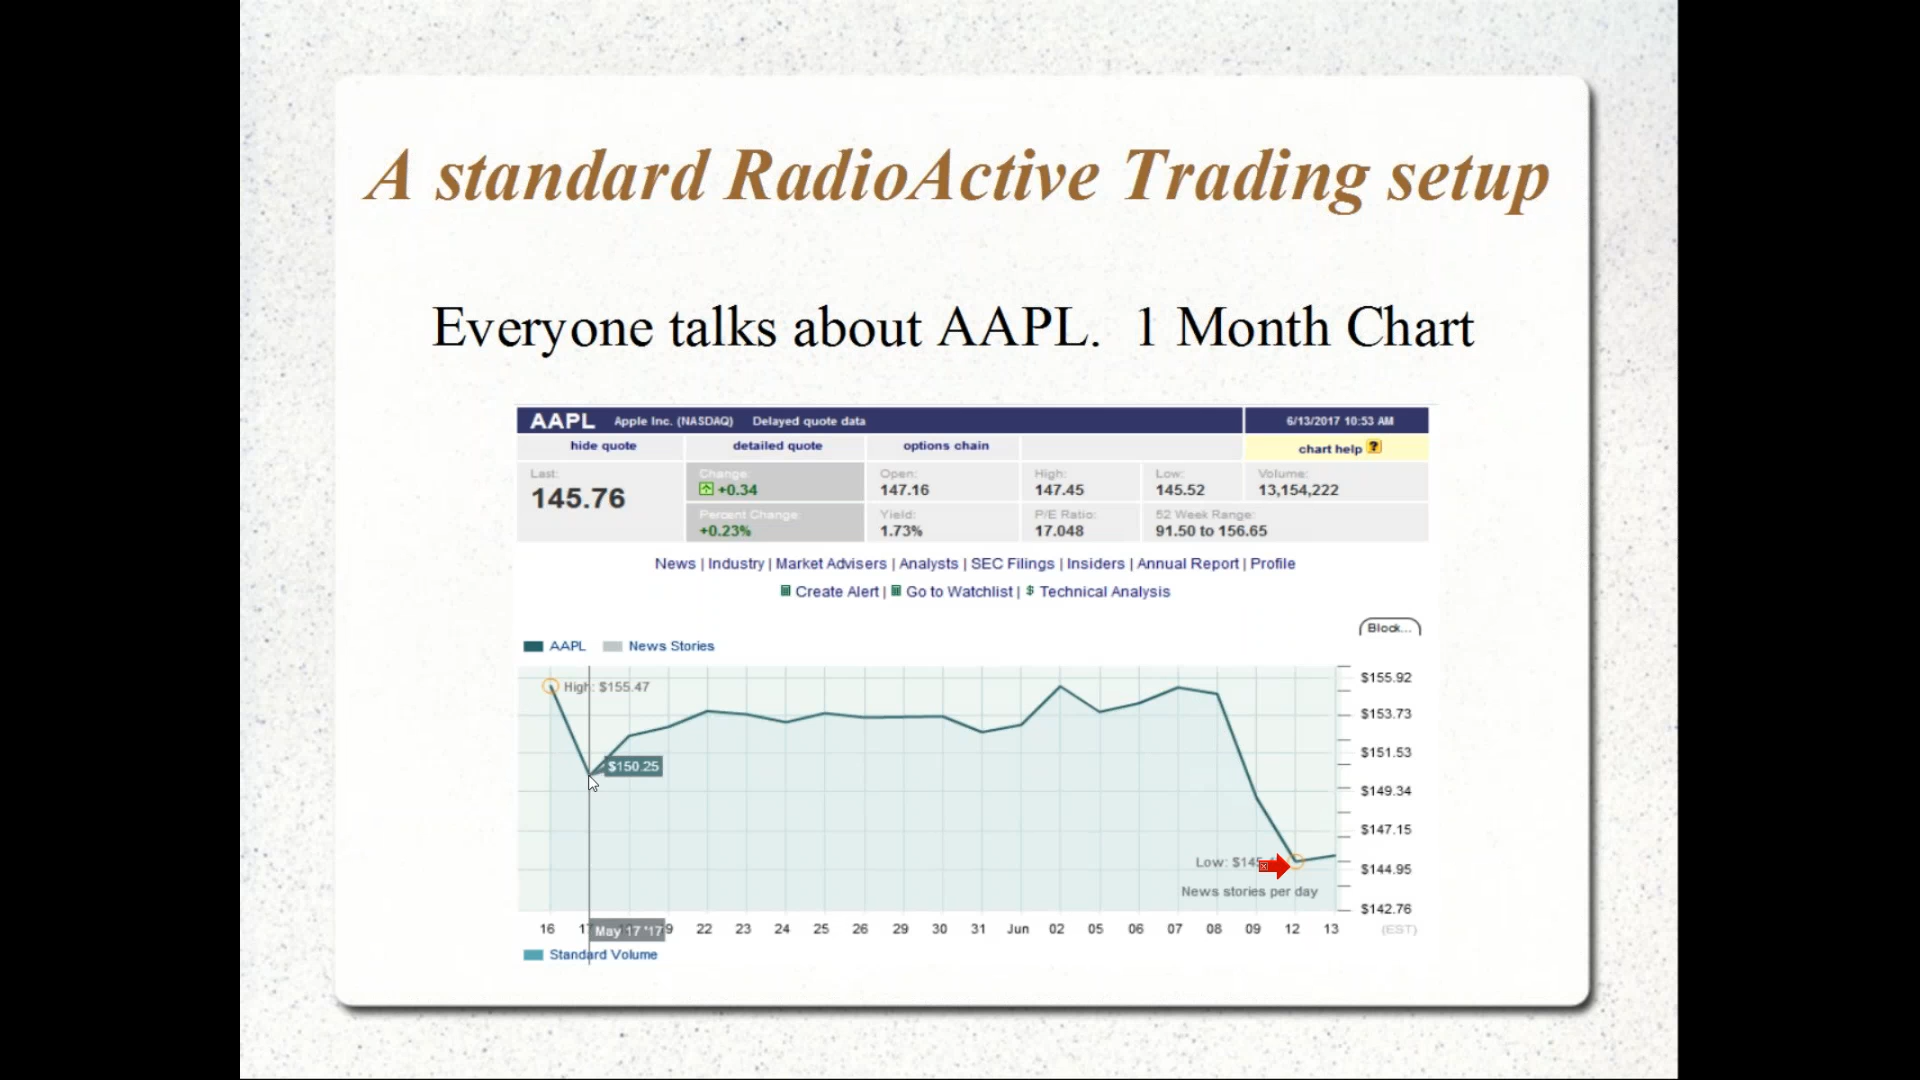 A standard RadioActive Trading setup
Everyone talks about AAPL. 1 Month Chart
AAPL Apple Inc. (NASDAQ) Delayed quote data 6/13/2017 10:53 AM
hide quote detailed quote options chain chart help ?
Last: Change: Open: High: Low: Volume:
145.76 +0.34 147.16 147.45 145.52 13,154,222
Percent Change: Yield: P/E Ratio: 52 Week Range:
+0.23% 1.73% 17.048 91.50 to 156.65
News | Industry | Market Advisers | Analysts | SEC Filings | Insiders | Annual Report | Profile
Create Alert | Go to Watchlist | $ Technical Analysis
Block...
AAPL News Stories
$155.92
High: $155.47
$153.73
$151.53
$150.25
$149.34
$147.15
Low: $145
$144.95
News stories per day
$142.76
16 May 17 '17 22 23 24 25 26 29 30 31 Jun 02 05 06 07 08 09 12 13 (EST)
Standard Volume